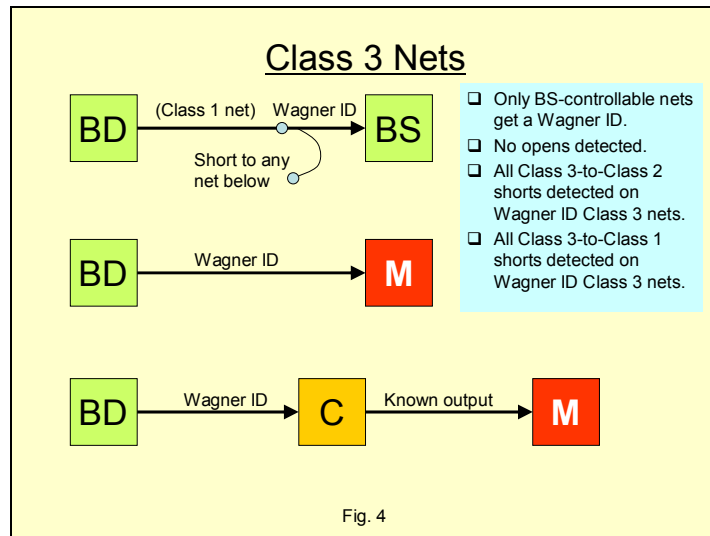 Class 3 Nets
BD
(Class 1 net)
Wagner ID
BS
Short to any
net below
❑ Only BS-controllable nets
get a Wagner ID.
❑ No opens detected.
❑ All Class 3-to-Class 2
shorts detected on
Wagner ID Class 3 nets.
❑ All Class 3-to-Class 1
shorts detected on
Wagner ID Class 3 nets.
BD
Wagner ID
M
BD
Wagner ID
C
Known output
M
Fig. 4